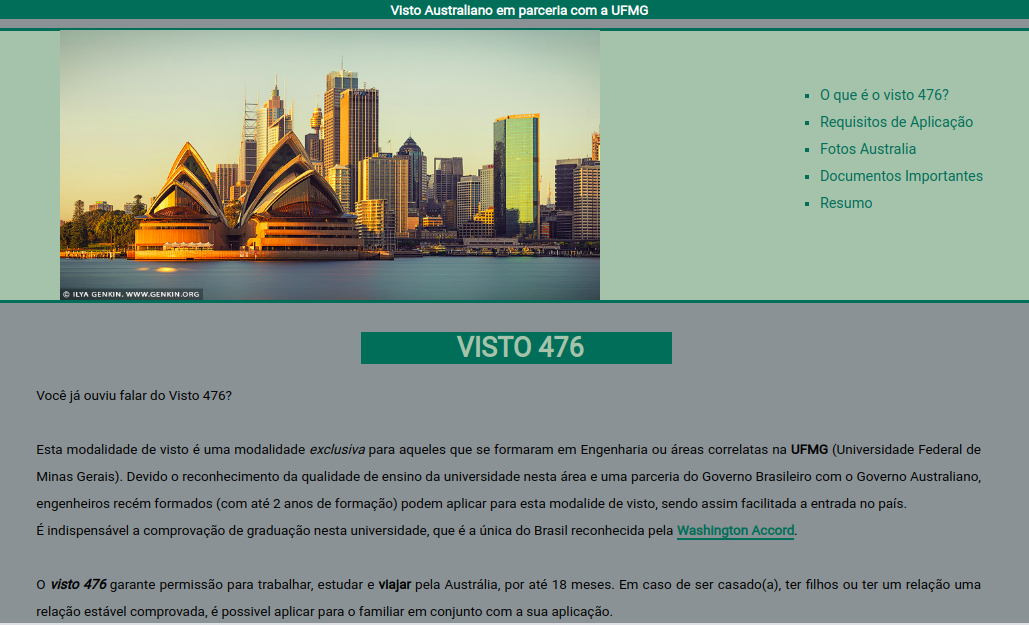 Visto Australiano em parceria com a UFMG
O que é o visto 476?
Requisitos de Aplicação
Fotos Australia
Documentos Importantes
Resumo
© ILYA GENKIN, WWW.GENKIN.ORG
VISTO 476
Você já ouviu falar do Visto 476?
Esta modalidade de visto é uma modalidade exclusiva para aqueles que se formaram em Engenharia ou áreas correlatas na UFMG (Universidade Federal de
Minas Gerais). Devido o reconhecimento da qualidade de ensino da universidade nesta área e uma parceria do Governo Brasileiro com o Governo Australiano,
engenheiros recém formados (com até 2 anos de formação) podem aplicar para esta modalide de visto, sendo assim facilitada a entrada no país.
É indispensável a comprovação de graduação nesta universidade, que é a única do Brasil reconhecida pela Washington Accord.
O visto 476 garante permissão para trabalhar, estudar e viajar pela Austrália, por até 18 meses. Em caso de ser casado(a), ter filhos ou ter um relação uma
relação estável comprovada, é possivel aplicar para o familiar em conjunto com a sua aplicação.